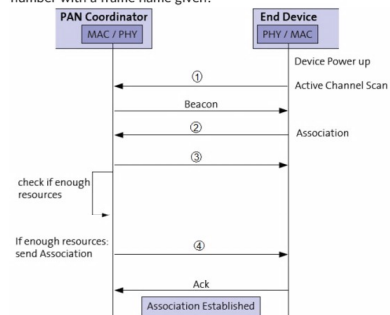 number with a frame name given:
PAN Coordinator
End Device
MAC / PHY
PHY / MAC
Device Power up
①
Active Channel Scan
Beacon
②
Association
③
check if enough
resources
If enough resources:
send Association
④
Ack
Association Established